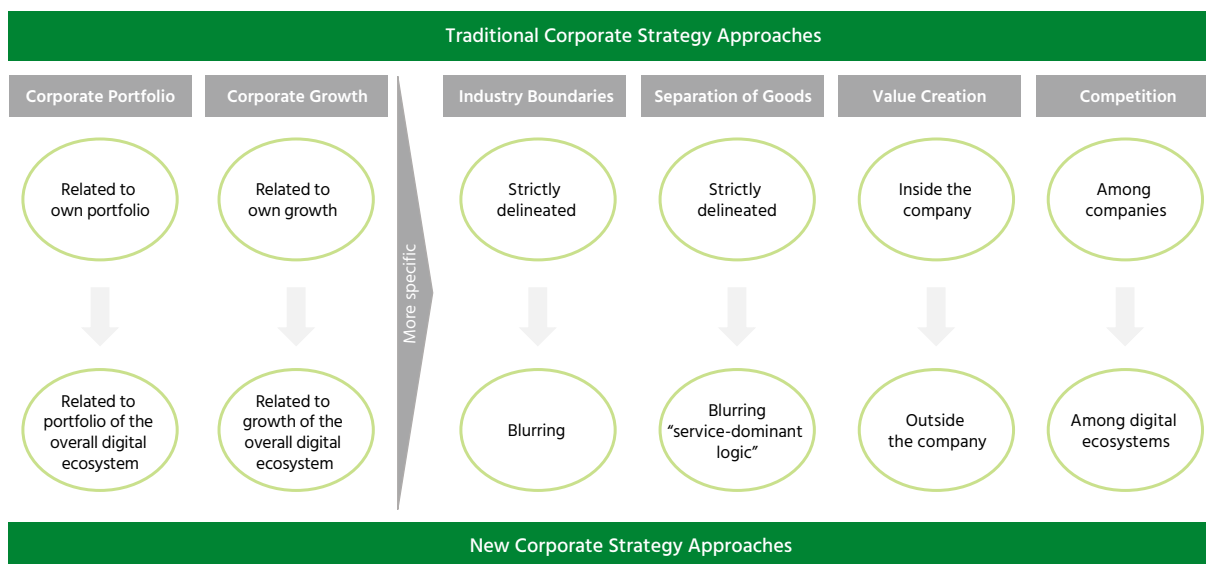 Traditional Corporate Strategy Approaches
Corporate Portfolio
Corporate Growth
Industry Boundaries
Separation of Goods
Value Creation
Competition
Related to
own portfolio
Related to
own growth
More specific
Strictly
delineated
Strictly
delineated
Inside the
company
Among
companies
Related to
portfolio of the
overall digital
ecosystem
Related to
growth of the
overall digital
ecosystem
Blurring
Blurring
“service-dominant
logic”
Outside
the company
Among digital
ecosystems
New Corporate Strategy Approaches